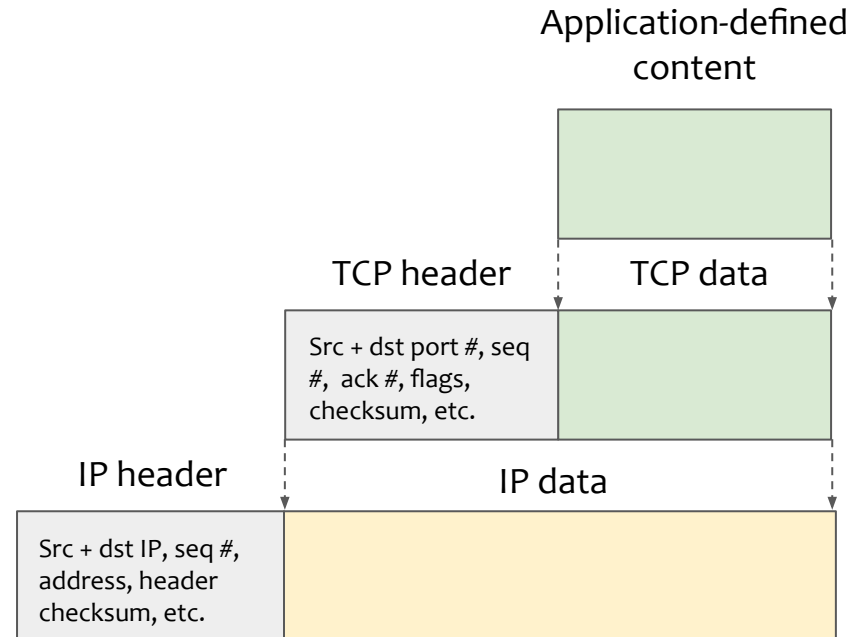 Application-defined
content
TCP header
TCP data
Src + dst port #, seq
#,  ack #, flags,
checksum, etc.
IP header
IP data
Src + dst IP, seq #,
address, header
checksum, etc.